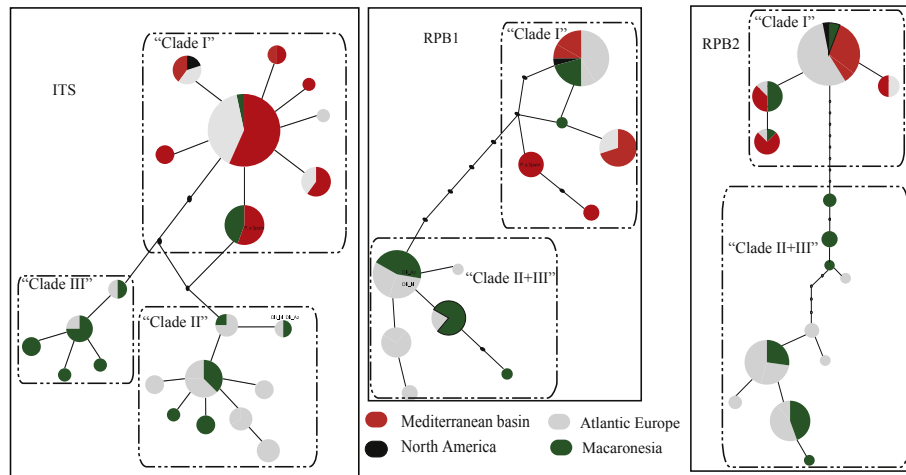 ITS
“Clade I”
“Clade III”
“Clade II”
RPB1
“Clade I”
“Clade II+III”
RPB2
“Clade I”
“Clade II+III”
Mediterranean basin
Atlantic Europe
North America
Macaronesia